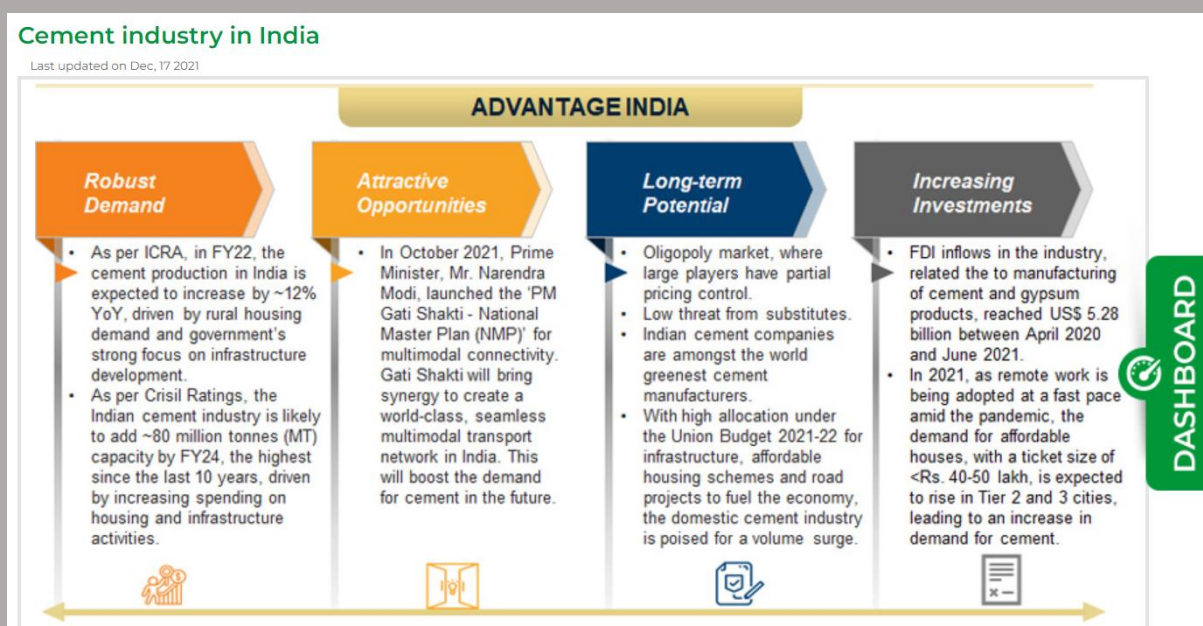 Cement industry in India
Last updated on Dec, 17 2021
ADVANTAGE INDIA
Robust
Demand
• As per ICRA, in FY22, the
cement production in India is
expected to increase by ~12%
YoY, driven by rural housing
demand and government's
strong focus on infrastructure
development.
• As per Crisil Ratings, the
Indian cement industry is likely
to add ~80 million tonnes (MT)
capacity by FY24, the highest
since the last 10 years, driven
by increasing spending on
housing and infrastructure
activities.
Attractive
Opportunities
• In October 2021, Prime
Minister, Mr. Narendra
Modi, launched the 'PM
Gati Shakti - National
Master Plan (NMP)' for
multimodal connectivity.
Gati Shakti will bring
synergy to create a
world-class, seamless
multimodal transport
network in India. This
will boost the demand
for cement in the future.
Long-term
Potential
• Oligopoly market, where
large players have partial
pricing control.
• Low threat from substitutes.
• Indian cement companies
are amongst the world
greenest cement
manufacturers.
• With high allocation under
the Union Budget 2021-22 for
infrastructure, affordable
housing schemes and road
projects to fuel the economy,
the domestic cement industry
is poised for a volume surge.
Increasing
Investments
• FDI inflows in the industry,
related the to manufacturing
of cement and gypsum
products, reached US$ 5.28
billion between April 2020
and June 2021.
• In 2021, as remote work is
being adopted at a fast pace
amid the pandemic, the
demand for affordable
houses, with a ticket size of
<Rs. 40-50 lakh, is expected
to rise in Tier 2 and 3 cities,
leading to an increase in
demand for cement.
DASHBOARD